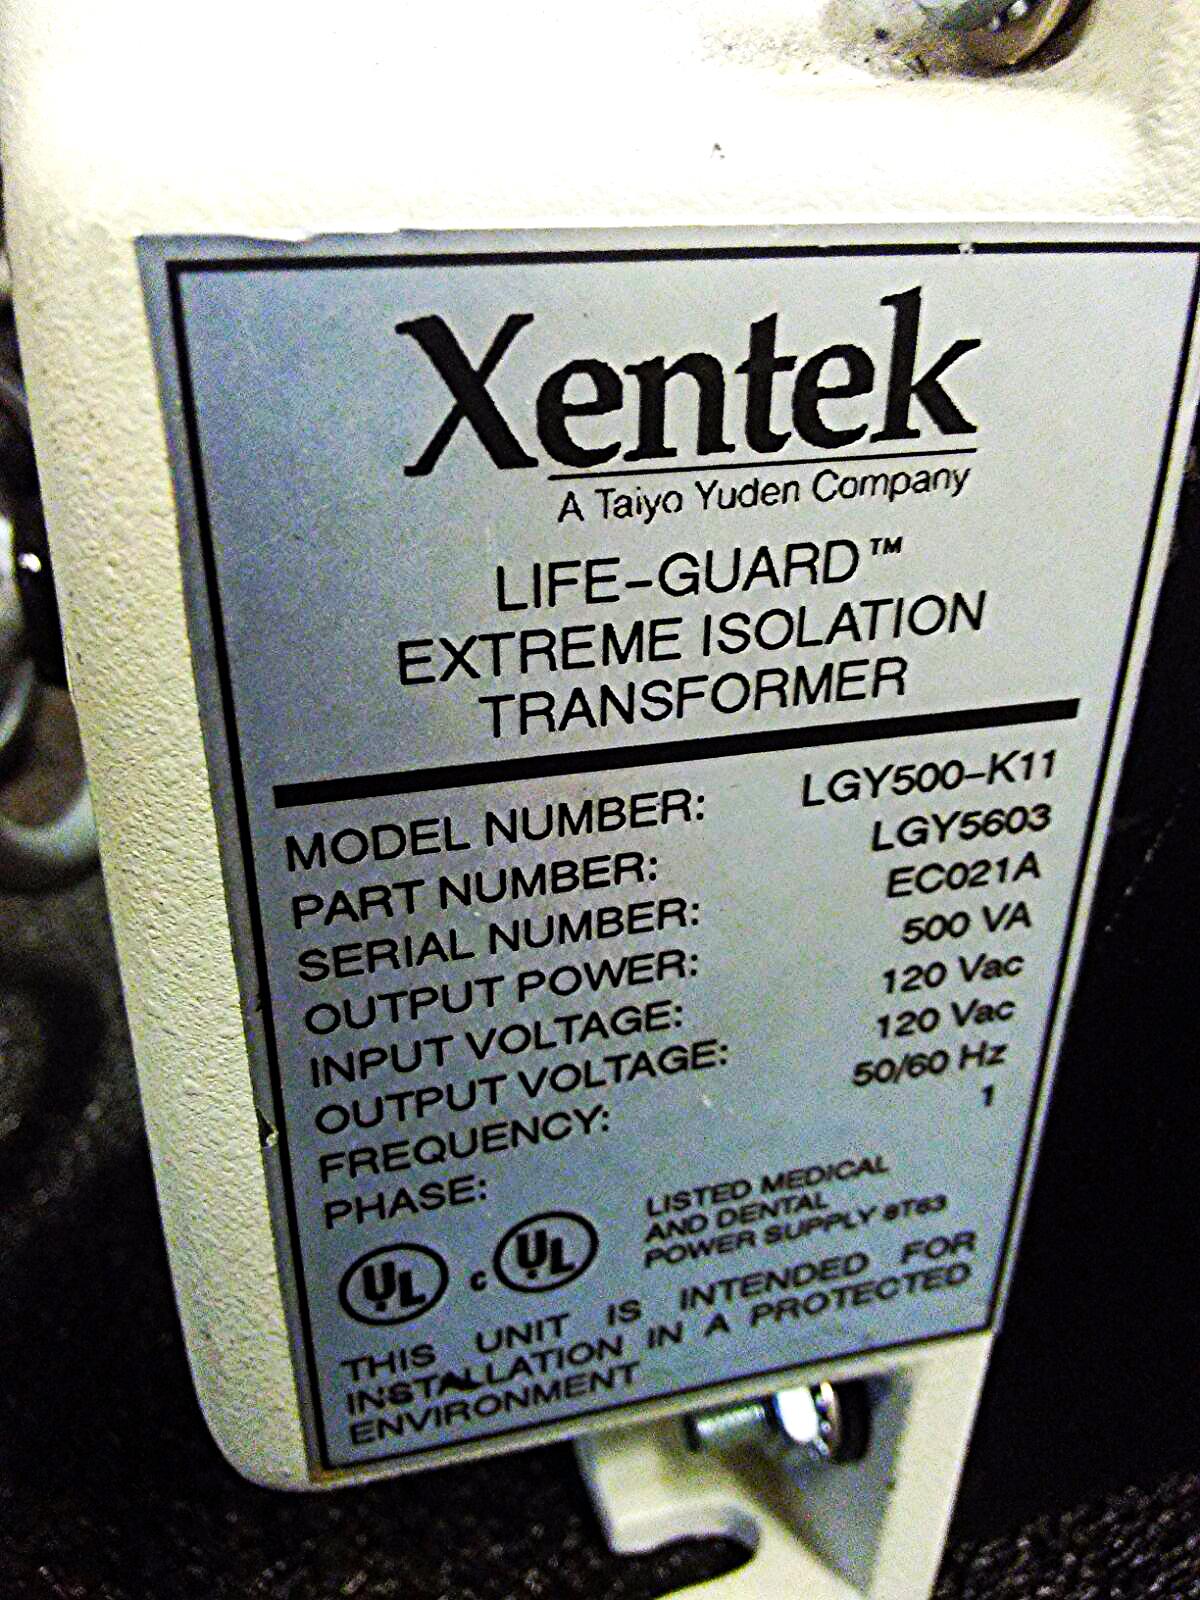 Xentek
A Taiyo Yuden Company
LIFE-GUARD™
EXTREME ISOLATION
TRANSFORMER
MODEL NUMBER: LGY500-K11
PART NUMBER: LGY5603
SERIAL NUMBER: EC021A
OUTPUT POWER: 500 VA
INPUT VOLTAGE: 120 Vac
OUTPUT VOLTAGE: 120 Vac
FREQUENCY: 50/60 Hz
PHASE: 1
UL c UL
LISTED MEDICAL
AND DENTAL
POWER SUPPLY
THIS UNIT IS INTENDED FOR
INSTALLATION IN A PROTECTED
ENVIRONMENT